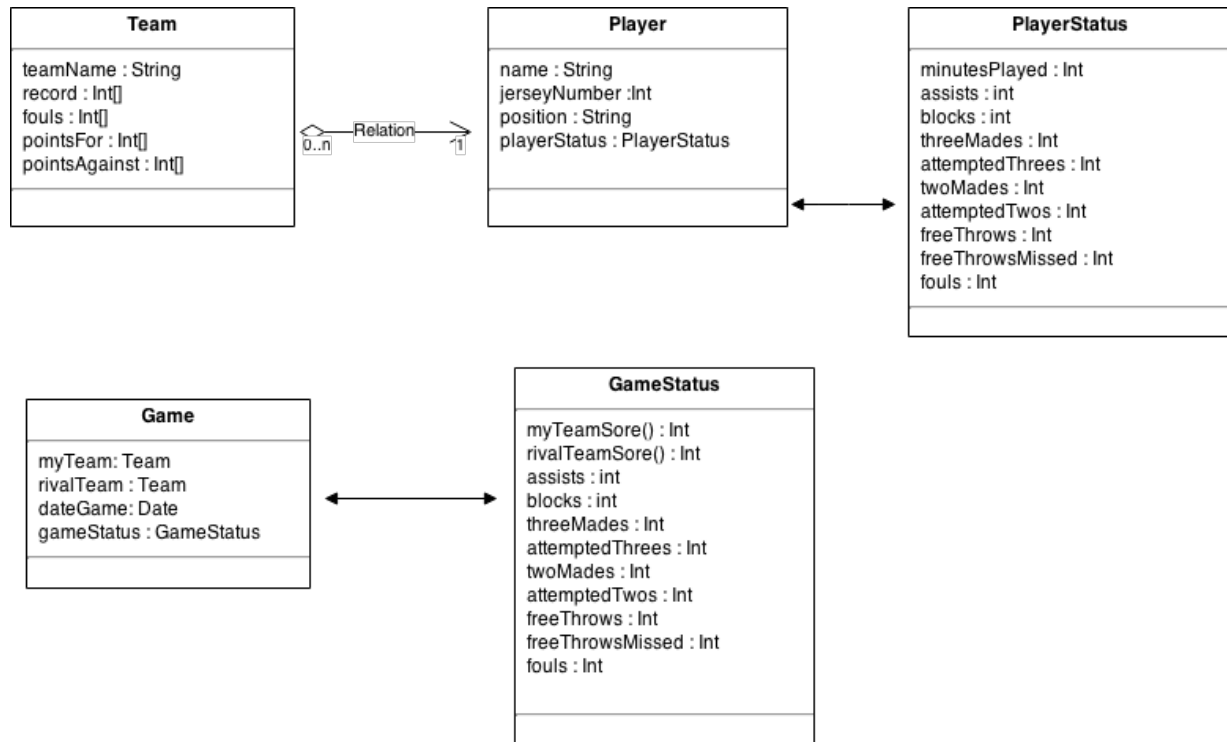 Team
teamName : String
record : Int[]
fouls : Int[]
pointsFor : Int[]
pointsAgainst : Int[]
0..n
Relation
1
Player
name : String
jerseyNumber :Int
position : String
playerStatus : PlayerStatus
PlayerStatus
minutesPlayed : Int
assists : int
blocks : int
threeMades : Int
attemptedThrees : Int
twoMades : Int
attemptedTwos : Int
freeThrows : Int
freeThrowsMissed : Int
fouls : Int
Game
myTeam: Team
rivalTeam : Team
dateGame: Date
gameStatus : GameStatus
GameStatus
myTeamSore() : Int
rivalTeamSore() : Int
assists : int
blocks : int
threeMades : Int
attemptedThrees : Int
twoMades : Int
attemptedTwos : Int
freeThrows : Int
freeThrowsMissed : Int
fouls : Int